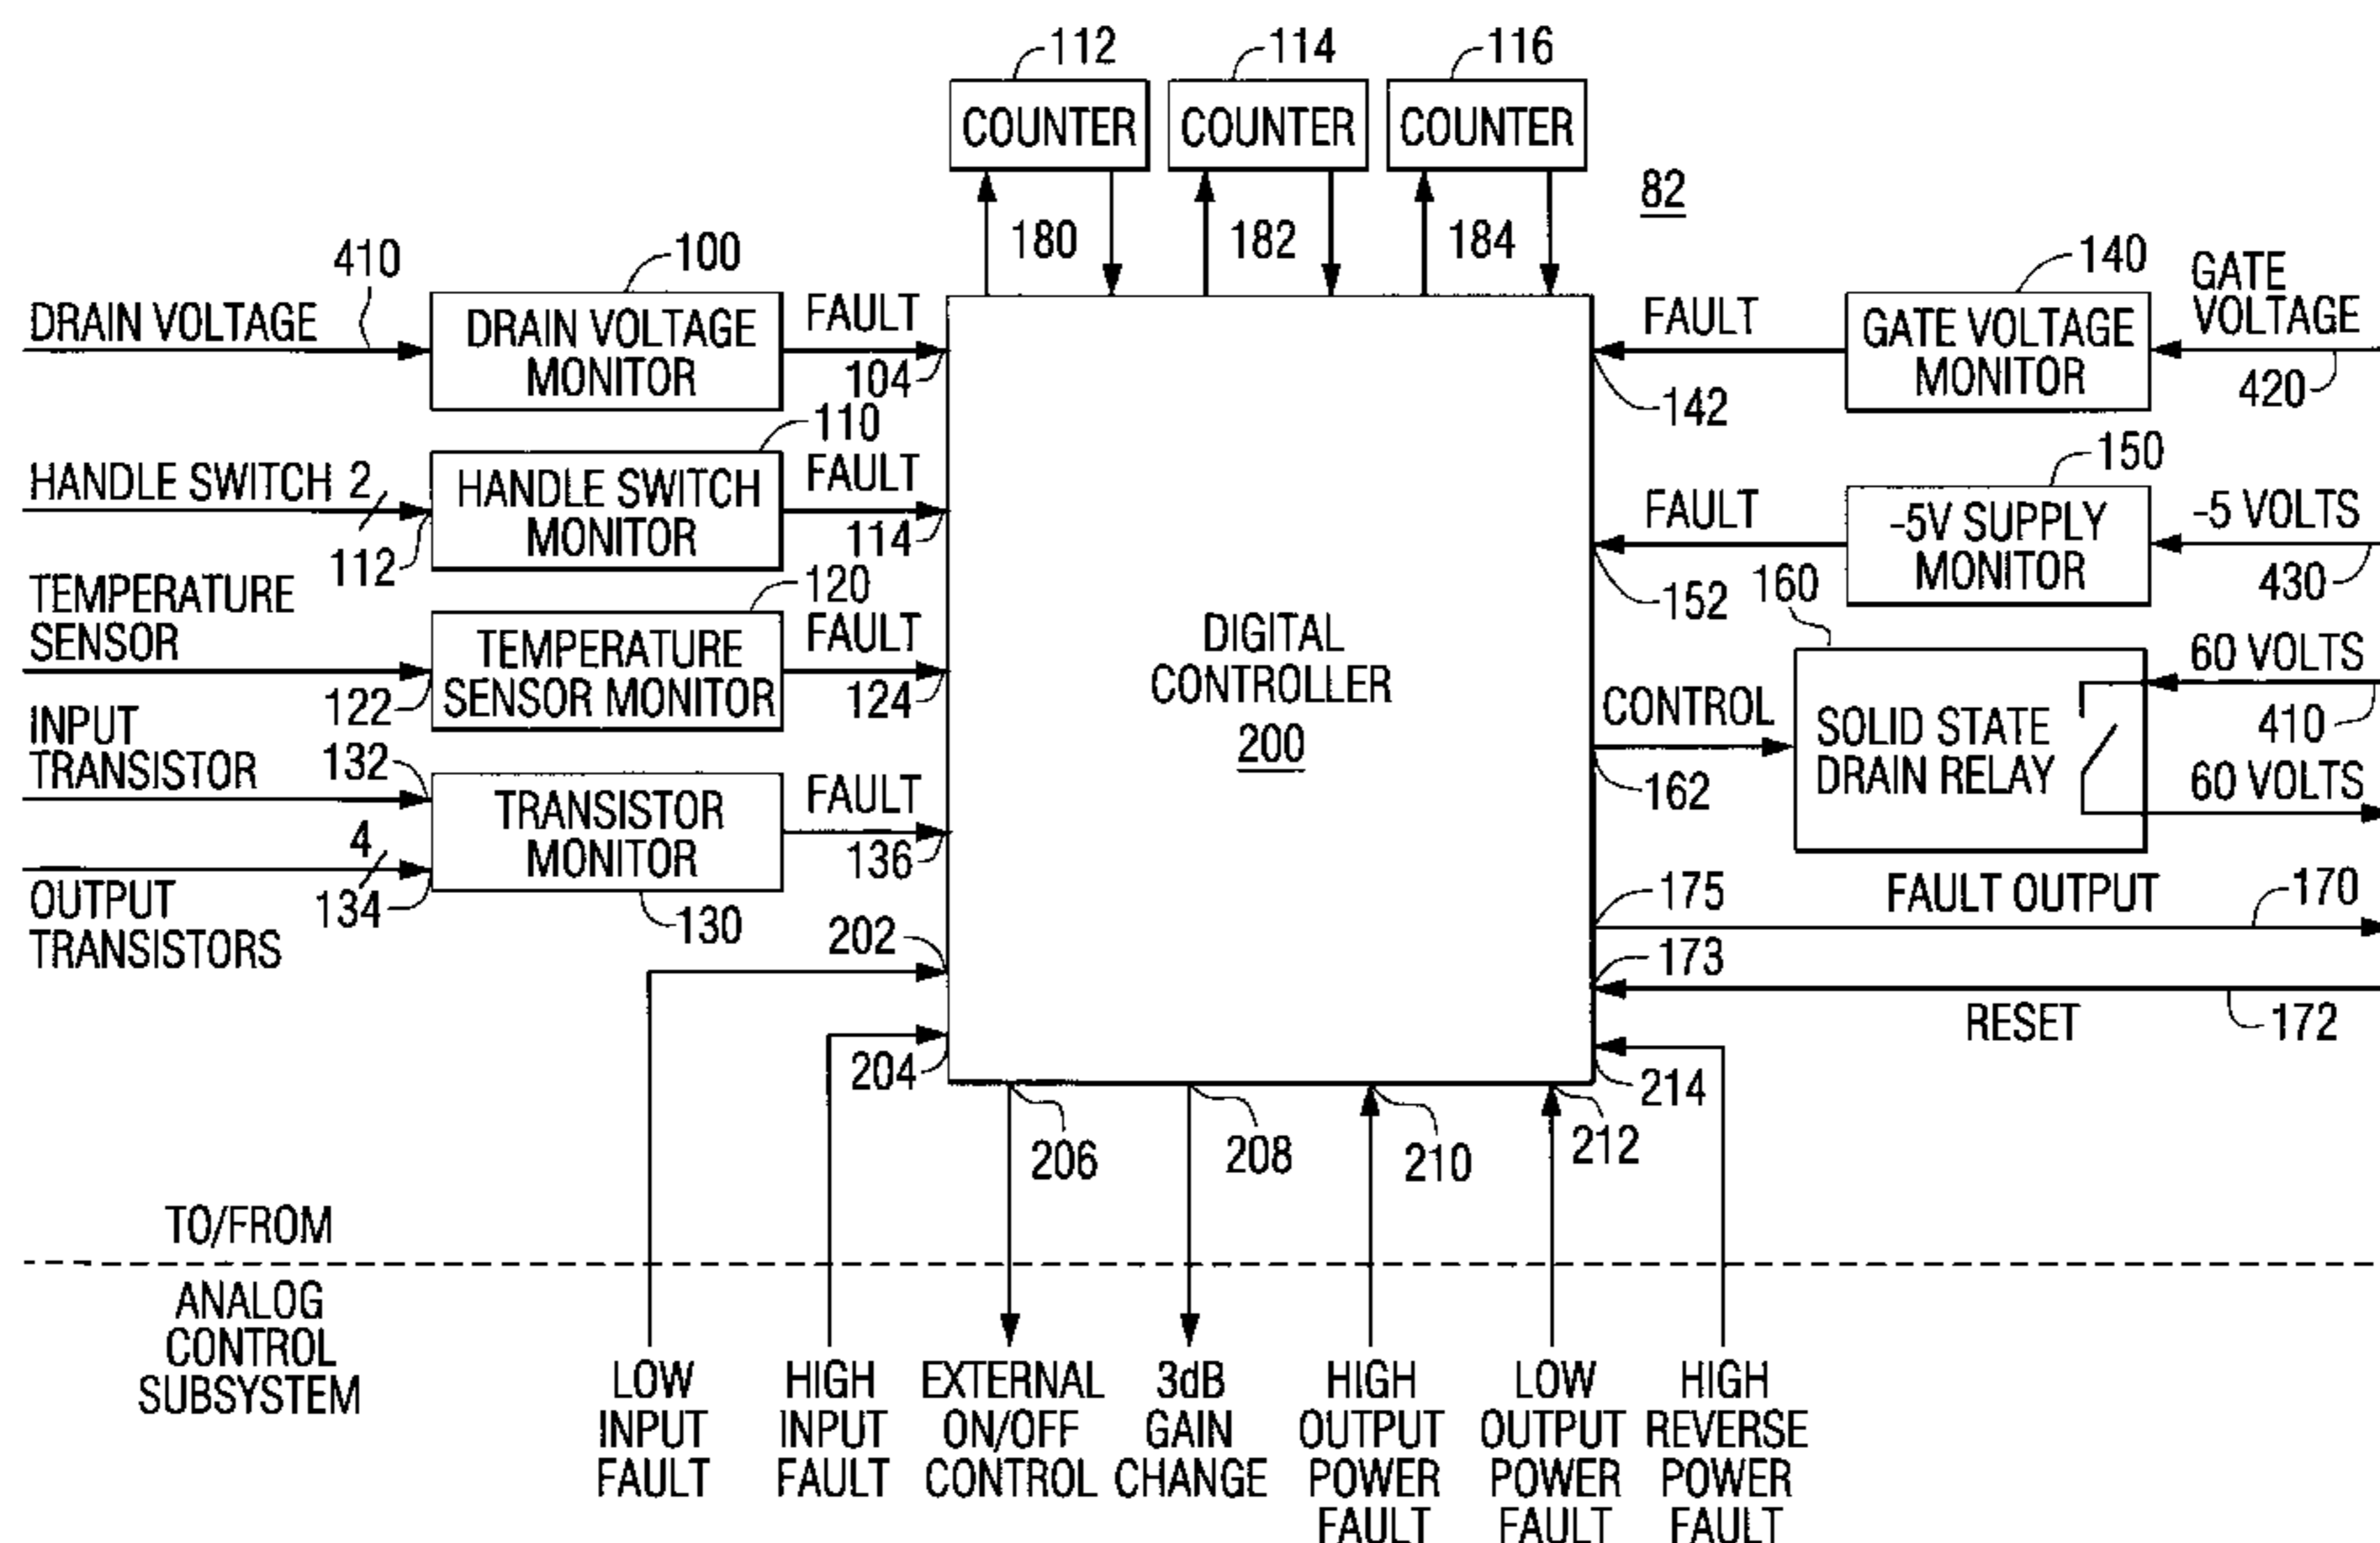 112
114
116
COUNTER
COUNTER
COUNTER
82
180
182
184
410
100
DRAIN VOLTAGE
DRAIN VOLTAGE
MONITOR
FAULT
104
110
HANDLE SWITCH 2
112
HANDLE SWITCH
MONITOR
FAULT
114
TEMPERATURE
SENSOR
122
120
TEMPERATURE
SENSOR MONITOR
FAULT
124
INPUT
TRANSISTOR
132
4
134
OUTPUT
TRANSISTORS
TRANSISTOR
MONITOR
130
FAULT
136
202
204
DIGITAL
CONTROLLER
200
FAULT
142
140
GATE VOLTAGE
MONITOR
GATE
VOLTAGE
420
FAULT
152
150
-5V SUPPLY
MONITOR
-5 VOLTS
430
160
CONTROL
162
SOLID STATE
DRAIN RELAY
60 VOLTS
410
60 VOLTS
175
FAULT OUTPUT
170
173
RESET
172
214
206
208
210
212
TO/FROM
ANALOG
CONTROL
SUBSYSTEM
LOW
INPUT
FAULT
HIGH
INPUT
FAULT
EXTERNAL
ON/OFF
CONTROL
3dB
GAIN
CHANGE
HIGH
OUTPUT
POWER
FAULT
LOW
OUTPUT
POWER
FAULT
HIGH
REVERSE
POWER
FAULT